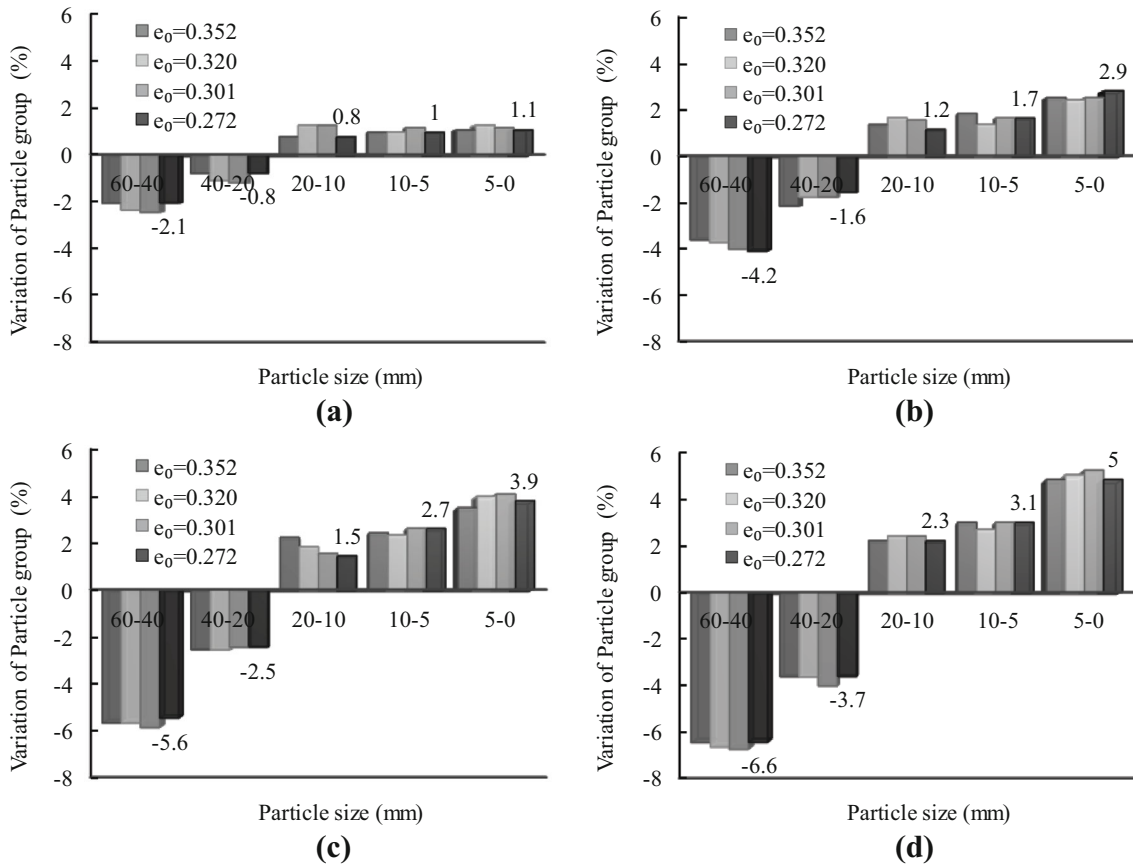 6
4
2
0
-2
-4
-6
-8
Variation of Particle group (%)
e₀=0.352
e₀=0.320
e₀=0.301
e₀=0.272
0.8
1
1.1
60-40
40-20
20-10
10-5
5-0
-0.8
-2.1
Particle size (mm)
(a)
6
4
2
0
-2
-4
-6
-8
Variation of Particle group (%)
e₀=0.352
e₀=0.320
e₀=0.301
e₀=0.272
1.2
1.7
2.9
60-40
40-20
20-10
10-5
5-0
-1.6
-4.2
Particle size (mm)
(b)
6
4
2
0
-2
-4
-6
-8
Variation of Particle group (%)
e₀=0.352
e₀=0.320
e₀=0.301
e₀=0.272
1.5
2.7
3.9
60-40
40-20
20-10
10-5
5-0
-2.5
-5.6
Particle size (mm)
(c)
6
4
2
0
-2
-4
-6
-8
Variation of Particle group (%)
e₀=0.352
e₀=0.320
e₀=0.301
e₀=0.272
2.3
3.1
5
60-40
40-20
20-10
10-5
5-0
-3.7
-6.6
Particle size (mm)
(d)